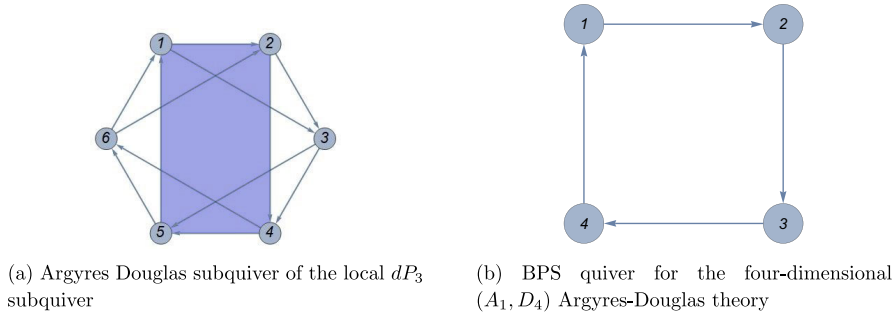 1
2
6
3
5
4
1
2
4
3
(a) Argyres Douglas subquiver of the local dP₃
subquiver
(b) BPS quiver for the four-dimensional
(A₁, D₄) Argyres-Douglas theory